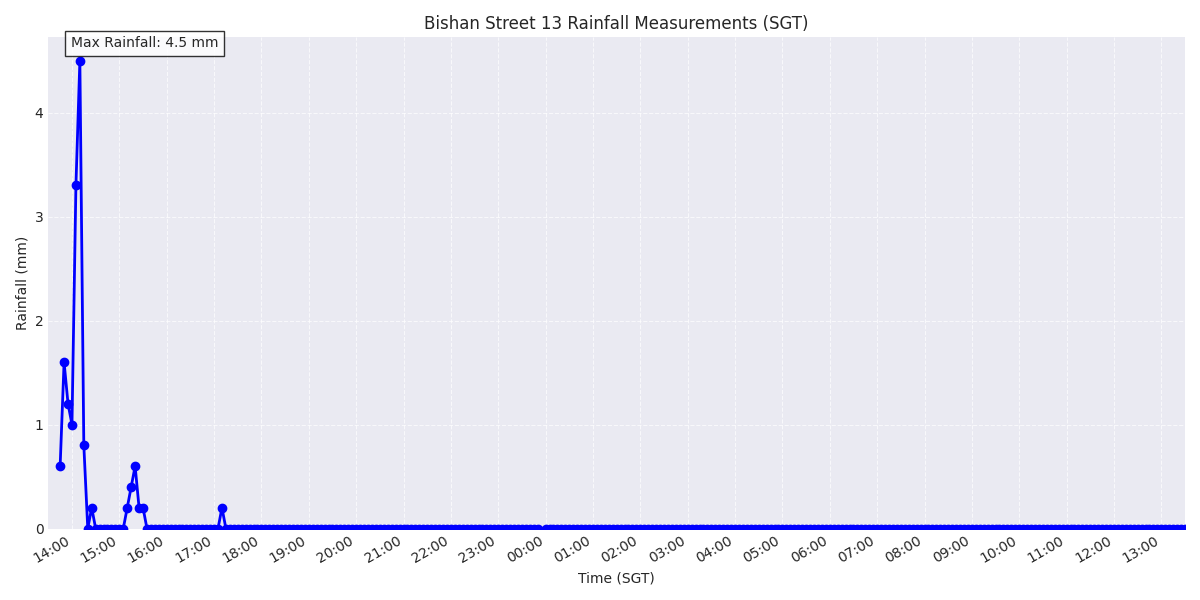 Bishan Street 13 Rainfall Measurements (SGT)
Max Rainfall: 4.5 mm
Rainfall (mm)
4
3
2
1
0
14:00 15:00 16:00 17:00 18:00 19:00 20:00 21:00 22:00 23:00 00:00 01:00 02:00 03:00 04:00 05:00 06:00 07:00 08:00 09:00 10:00 11:00 12:00 13:00
Time (SGT)